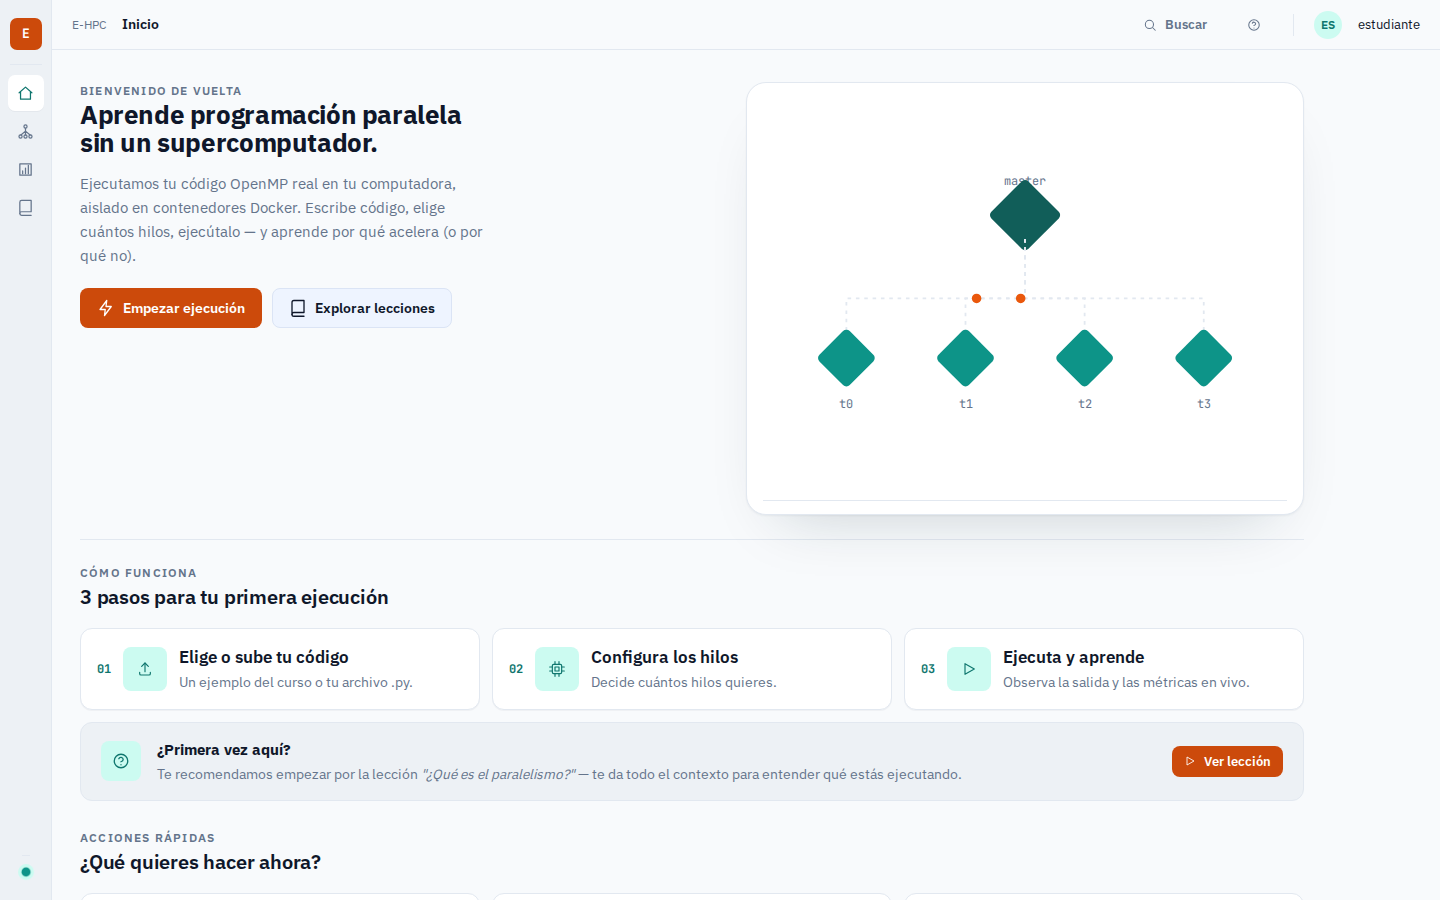 E
E-HPC Inicio
Buscar
ES estudiante
BIENVENIDO DE VUELTA
Aprende programación paralela
sin un supercomputador.
Ejecutamos tu código OpenMP real en tu computadora,
aislado en contenedores Docker. Escribe código, elige
cuántos hilos, ejecútalo — y aprende por qué acelera (o por
qué no).
Empezar ejecución
Explorar lecciones
master
t0 t1 t2 t3
CÓMO FUNCIONA
3 pasos para tu primera ejecución
01 Elige o sube tu código
Un ejemplo del curso o tu archivo .py.
02 Configura los hilos
Decide cuántos hilos quieres.
03 Ejecuta y aprende
Observa la salida y las métricas en vivo.
¿Primera vez aquí?
Te recomendamos empezar por la lección "¿Qué es el paralelismo?" — te da todo el contexto para entender qué estás ejecutando.
Ver lección
ACCIONES RÁPIDAS
¿Qué quieres hacer ahora?